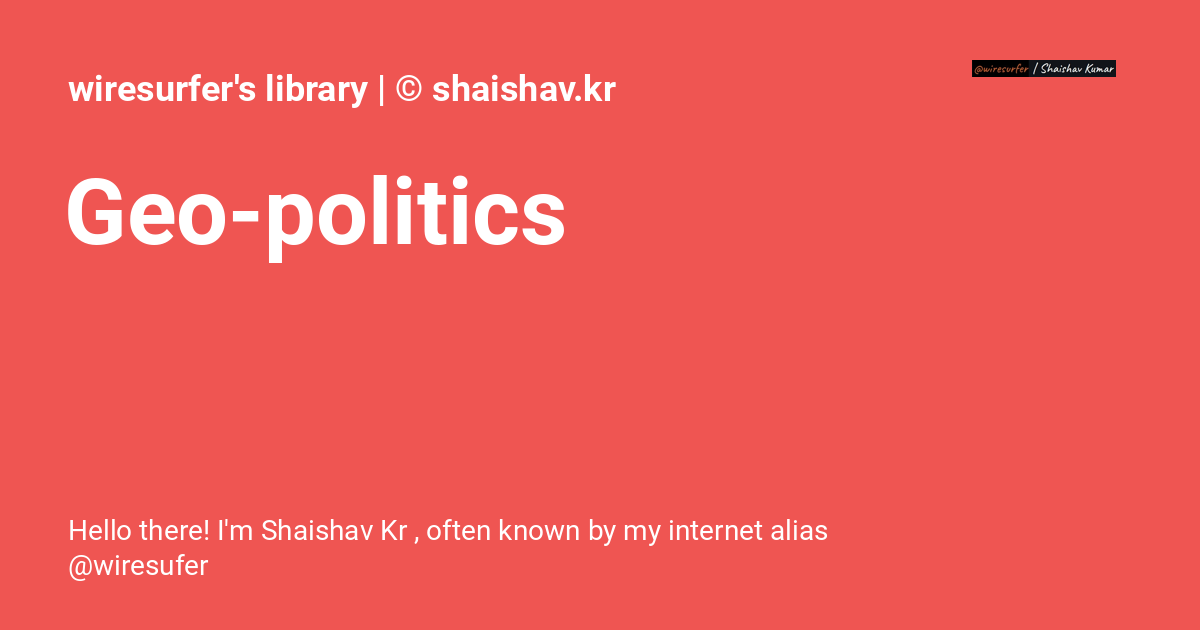 wiresurfer's library | © shaishav.kr
@wiresurfer | Shaishav Kumar
Geo-politics
Hello there! I'm Shaishav Kr , often known by my internet alias
@wiresufer